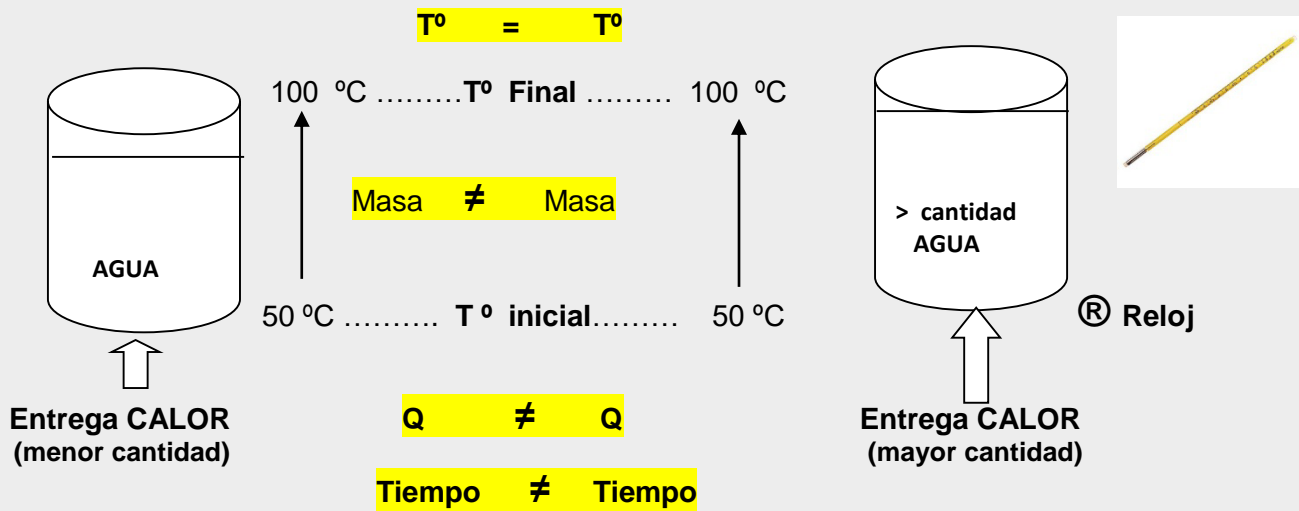 Tº = Tº
100 ºC ………Tº Final ……… 100 ºC
Masa ≠ Masa
> cantidad
AGUA
AGUA
50 ºC ………. T º inicial……… 50 ºC
® Reloj
Entrega CALOR
(menor cantidad)
Q ≠ Q
Entrega CALOR
(mayor cantidad)
Tiempo ≠ Tiempo